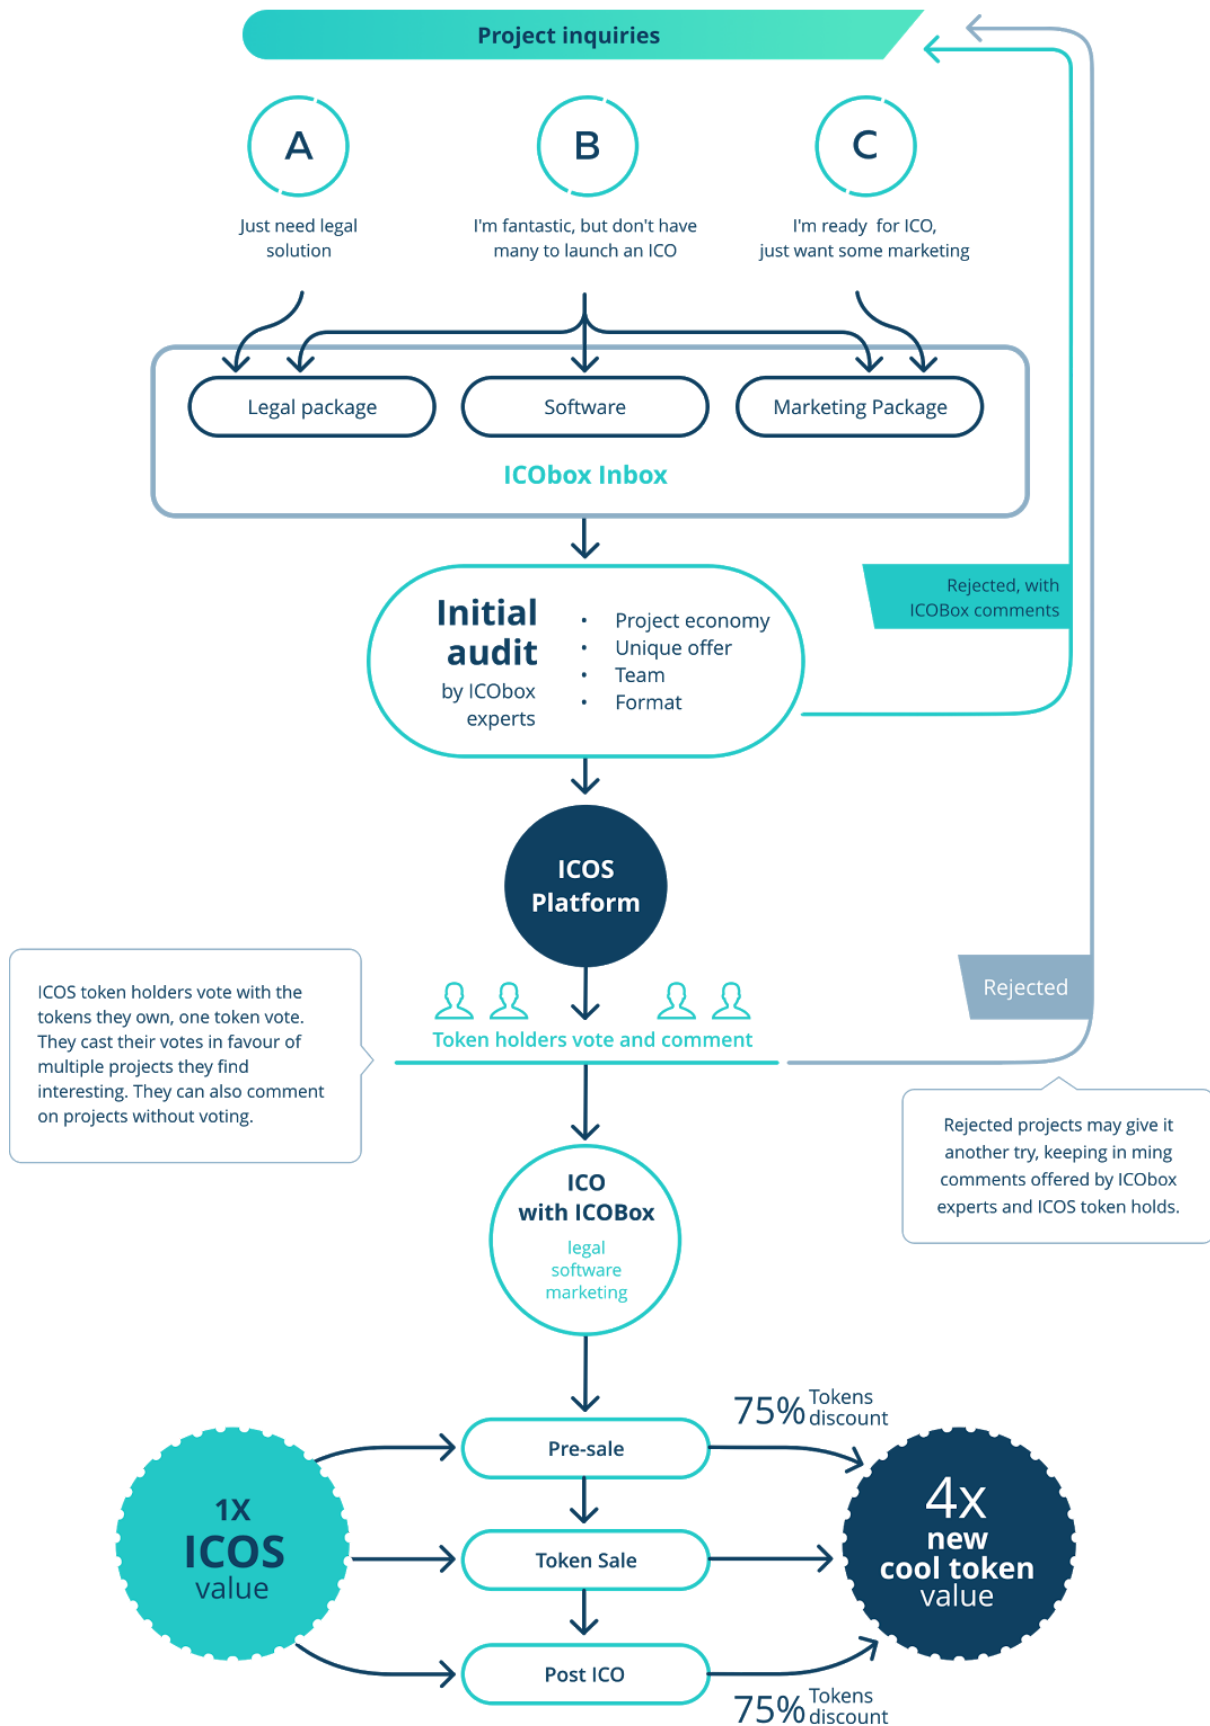 Project inquiries
A
B
C
Just need legal
solution
I'm fantastic, but don't have
many to launch an ICO
I'm ready for ICO,
just want some marketing
Legal package
Software
Marketing Package
ICObox Inbox
Initial
audit
by ICObox
experts
• Project economy
• Unique offer
• Team
• Format
Rejected, with
ICOBox comments
ICOS
Platform
ICOS token holders vote with the
tokens they own, one token vote.
They cast their votes in favour of
multiple projects they find
interesting. They can also comment
on projects without voting.
Token holders vote and comment
Rejected
Rejected projects may give it
another try, keeping in ming
comments offered by ICObox
experts and ICOS token holds.
ICO
with ICOBox
legal
software
marketing
75% Tokens
discount
Pre-sale
1X
ICOS
value
Token Sale
4x
new
cool token
value
Post ICO
75% Tokens
discount